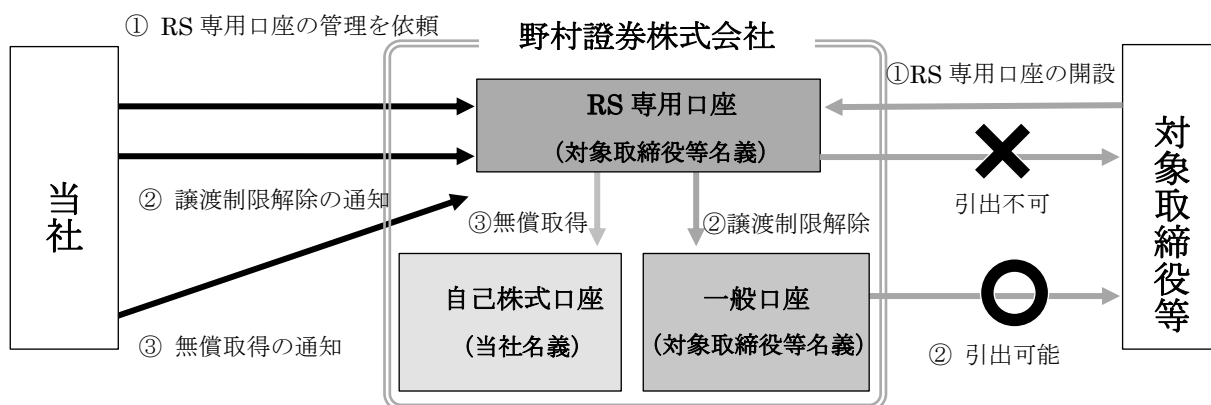 ① RS 専用口座の管理を依頼
野村證券株式会社
①RS 専用口座の開設
RS 専用口座
(対象取締役等名義)
当社
対象取締役等
② 譲渡制限解除の通知
引出不可
③無償取得
②譲渡制限解除
自己株式口座
(当社名義)
一般口座
(対象取締役等名義)
③ 無償取得の通知
② 引出可能